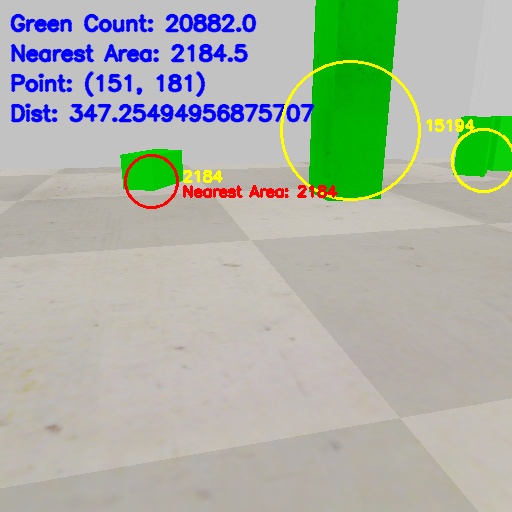 Green Count: 20882.0
Nearest Area: 2184.5
Point: (151, 181)
Dist: 347.25494956875707
15194
2184
Nearest Area: 2184